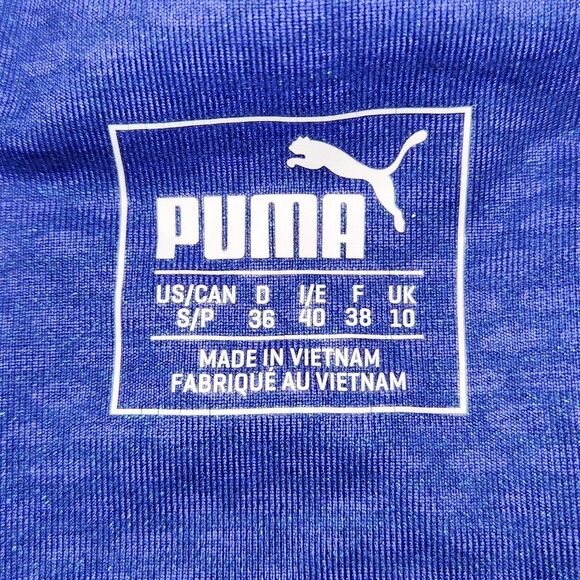 PUMA
US/CAN D I/E F UK
S/P 36 40 38 10
MADE IN VIETNAM
FABRIQUÉ AU VIETNAM